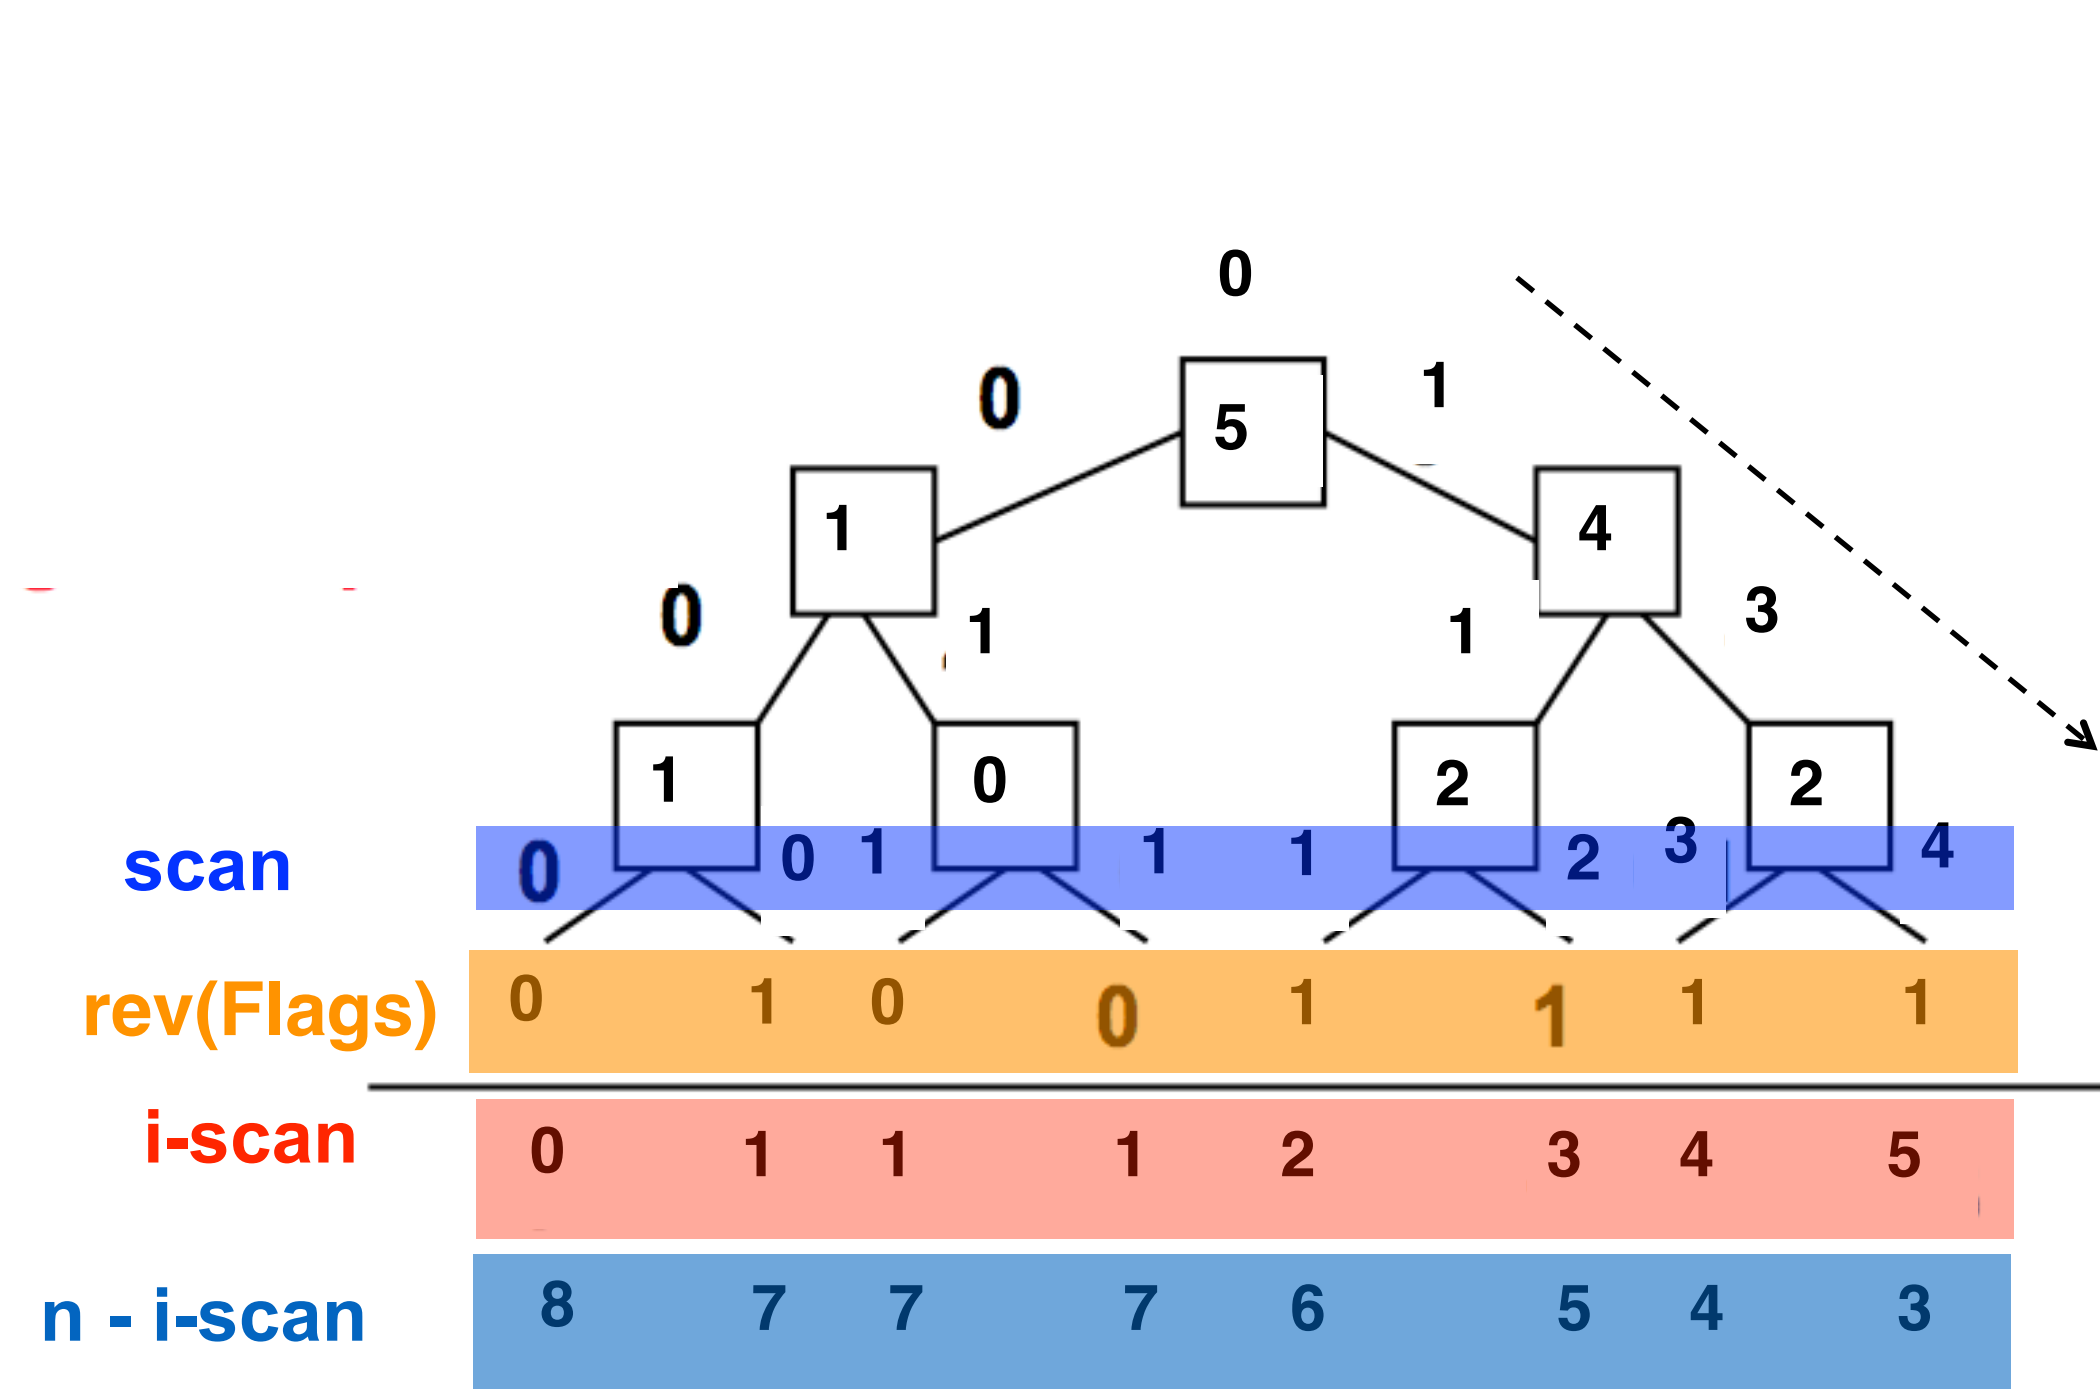 0
0 1
5
1 4
0 1 1 3
1 0 2 2
scan 0 0 1 1 1 2 3 4
rev(Flags) 0 1 0 0 1 1 1 1
i-scan 0 1 1 1 2 3 4 5
n - i-scan 8 7 7 7 6 5 4 3